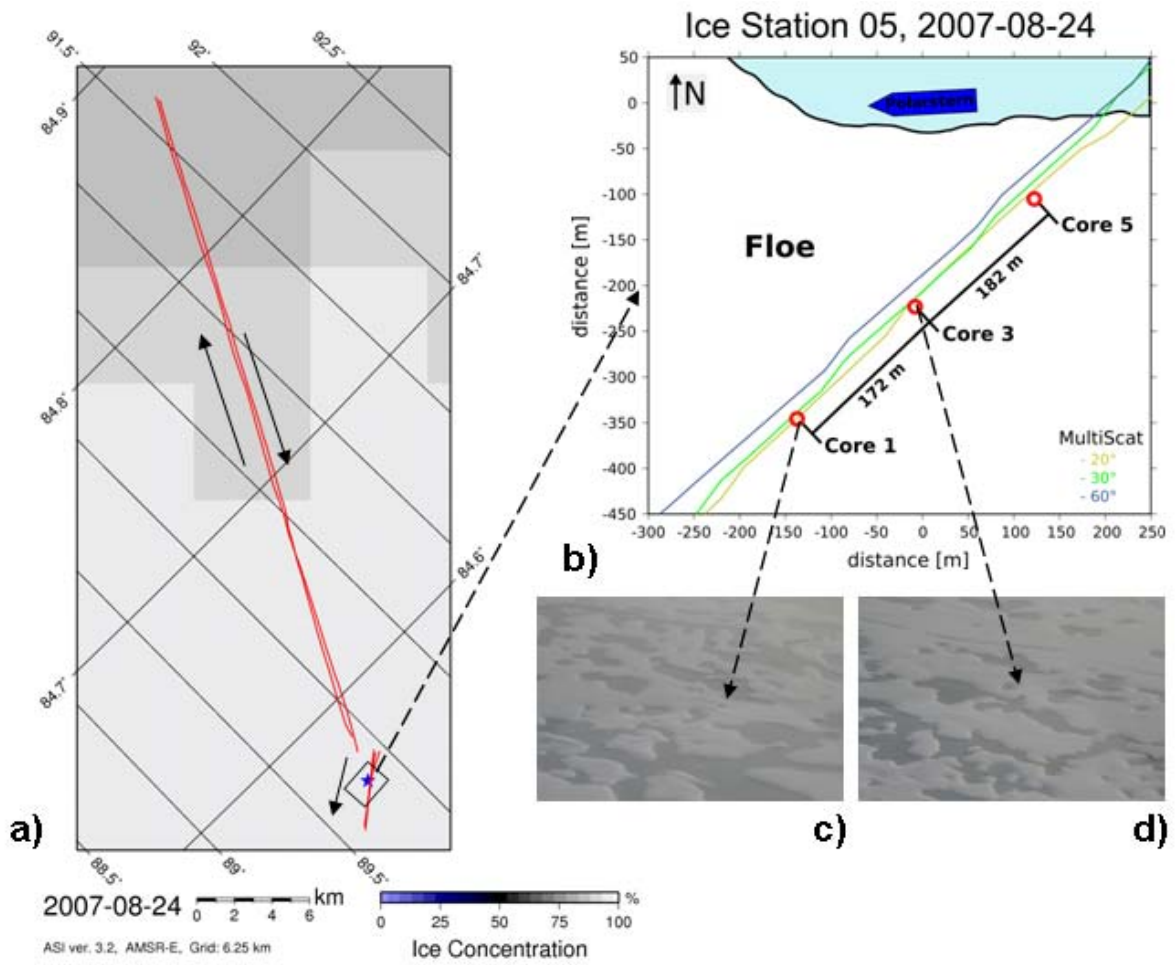 91.5°
92°
92.5°
84.9°
84.7°
84.8°
84.6°
84.7°
88.5°
89°
89.5°
a)
2007-08-24
0 2 4 6
km
ASI ver. 3.2, AMSR-E, Grid: 6.25 km
0 25 50 75 100
%
Ice Concentration
Ice Station 05, 2007-08-24
50
0
-50
-100
-150
-200
-250
-300
-350
-400
-450
distance [m]
N
Polarstern
Floe
Core 5
182 m
Core 3
172 m
Core 1
MultiScat
- 20°
- 30°
- 60°
-300 -250 -200 -150 -100 -50 0 50 100 150 200 250
distance [m]
b)
c)
d)